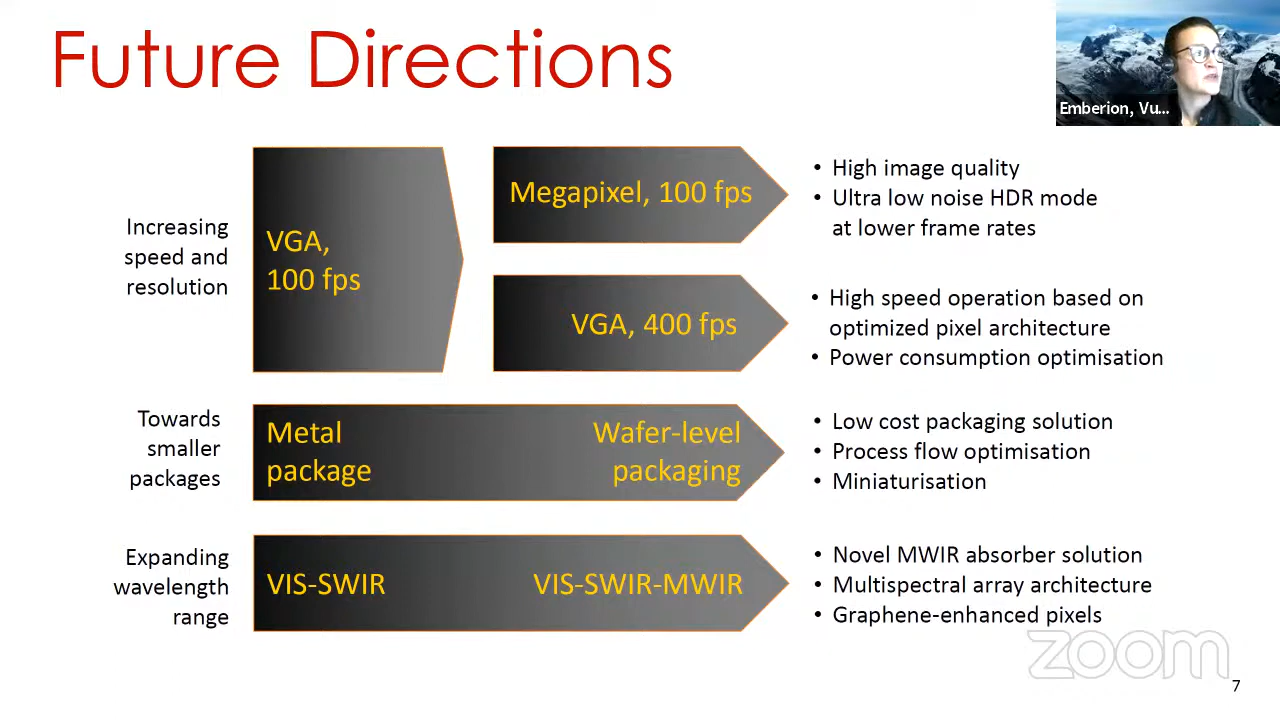 Future Directions
Emberion, Vu...
Increasing
speed and
resolution
VGA,
100 fps
Megapixel, 100 fps
• High image quality
• Ultra low noise HDR mode
at lower frame rates
VGA, 400 fps
• High speed operation based on
optimized pixel architecture
• Power consumption optimisation
Towards
smaller
packages
Metal
package
Wafer-level
packaging
• Low cost packaging solution
• Process flow optimisation
• Miniaturisation
Expanding
wavelength
range
VIS-SWIR
VIS-SWIR-MWIR
• Novel MWIR absorber solution
• Multispectral array architecture
• Graphene-enhanced pixels
zoom
7